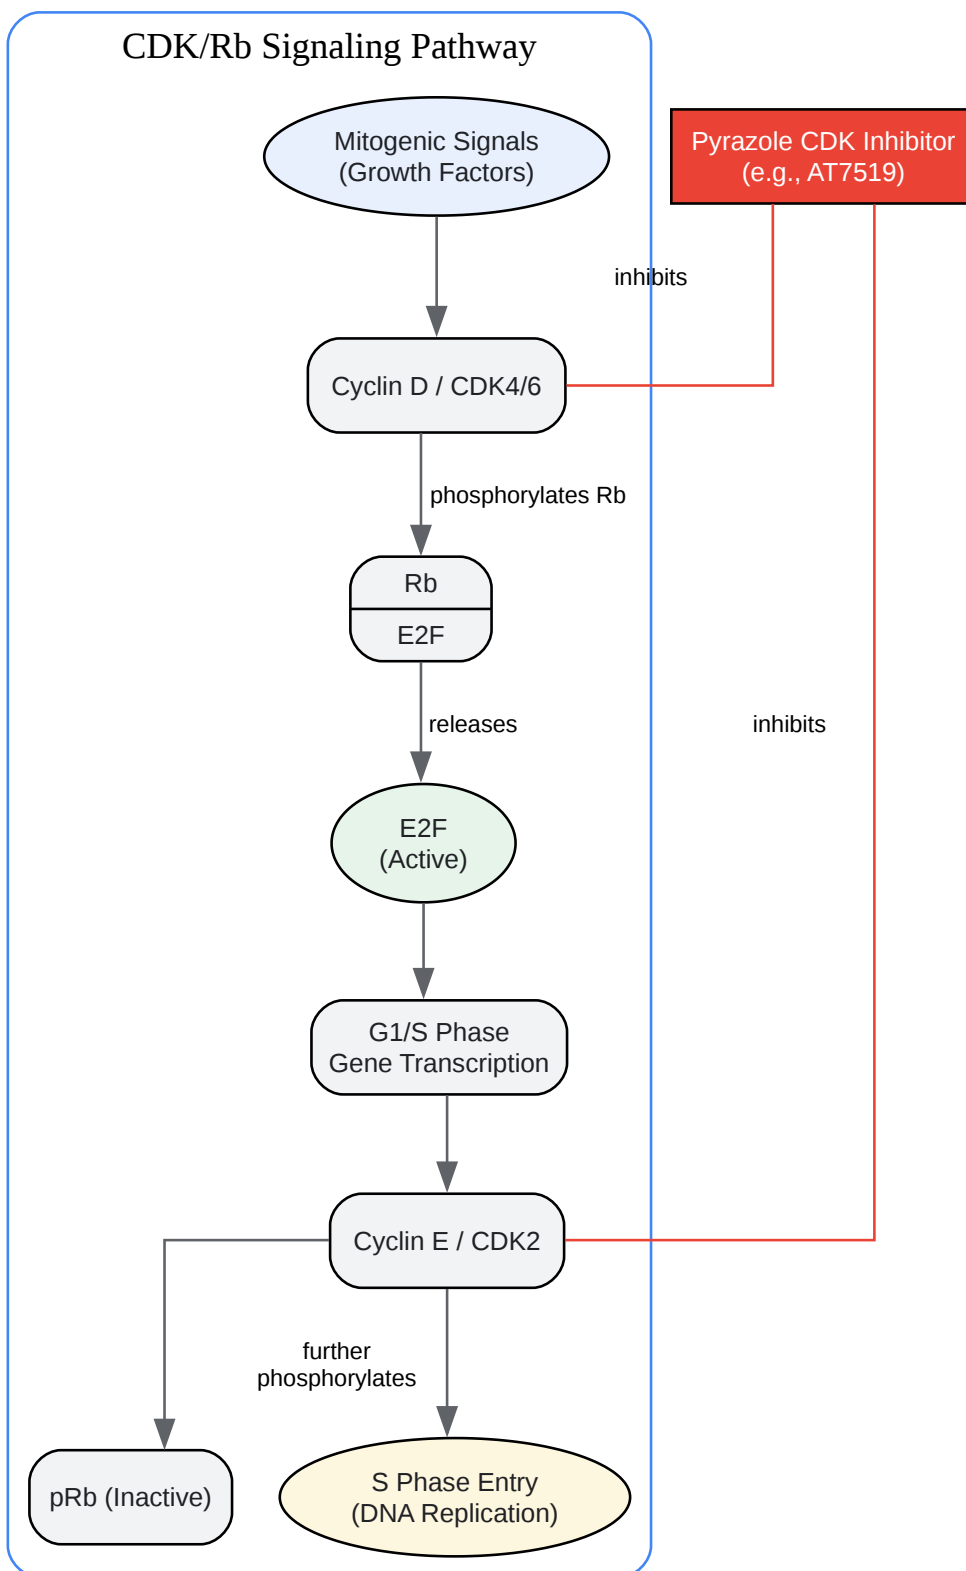 CDK/Rb Signaling Pathway
Mitogenic Signals
(Growth Factors)
Pyrazole CDK Inhibitor
(e.g., AT7519)
inhibits
Cyclin D / CDK4/6
phosphorylates Rb
Rb
E2F
releases
inhibits
E2F
(Active)
G1/S Phase
Gene Transcription
Cyclin E / CDK2
further
phosphorylates
pRb (Inactive)
S Phase Entry
(DNA Replication)